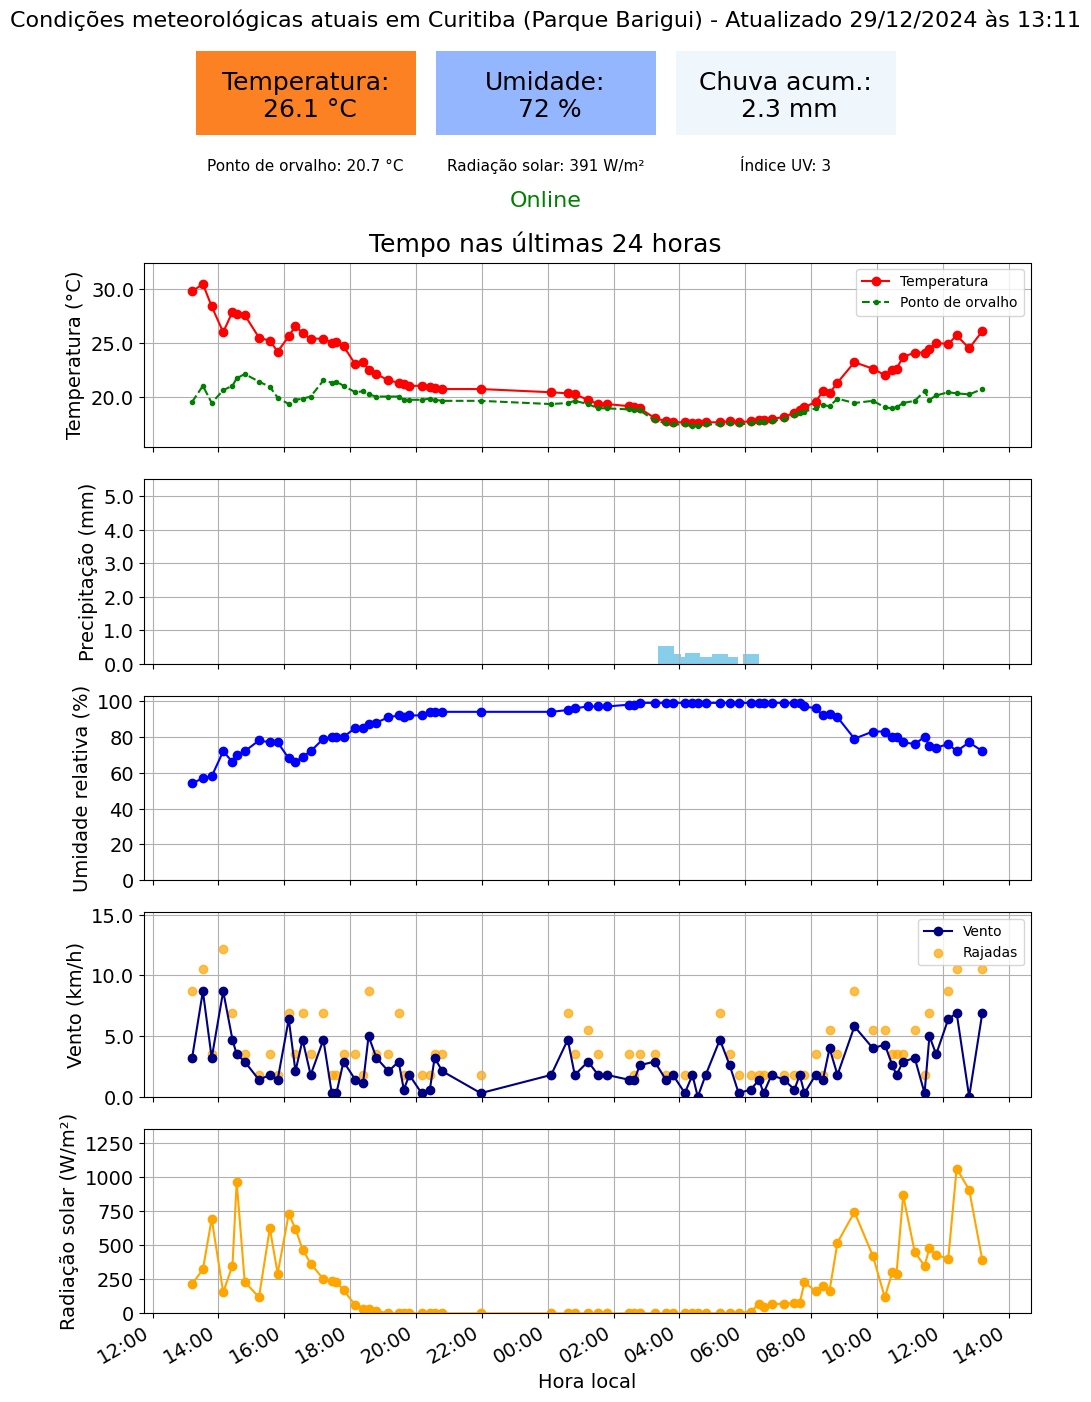 Condições meteorológicas atuais em Curitiba (Parque Barigui) - Atualizado 29/12/2024 às 13:11
Temperatura:
26.1 °C
Umidade:
72 %
Chuva acum.:
2.3 mm
Ponto de orvalho: 20.7 °C
Radiação solar: 391 W/m²
Índice UV: 3
Online
Tempo nas últimas 24 horas
Temperatura (°C)
30.0
25.0
20.0
Temperatura
Ponto de orvalho
Precipitação (mm)
5.0
4.0
3.0
2.0
1.0
0.0
Umidade relativa (%)
100
80
60
40
20
0
Vento (km/h)
15.0
10.0
5.0
0.0
Vento
Rajadas
Radiação solar (W/m²)
1250
1000
750
500
250
0
12:00
14:00
16:00
18:00
20:00
22:00
00:00
02:00
04:00
06:00
08:00
10:00
12:00
14:00
Hora local